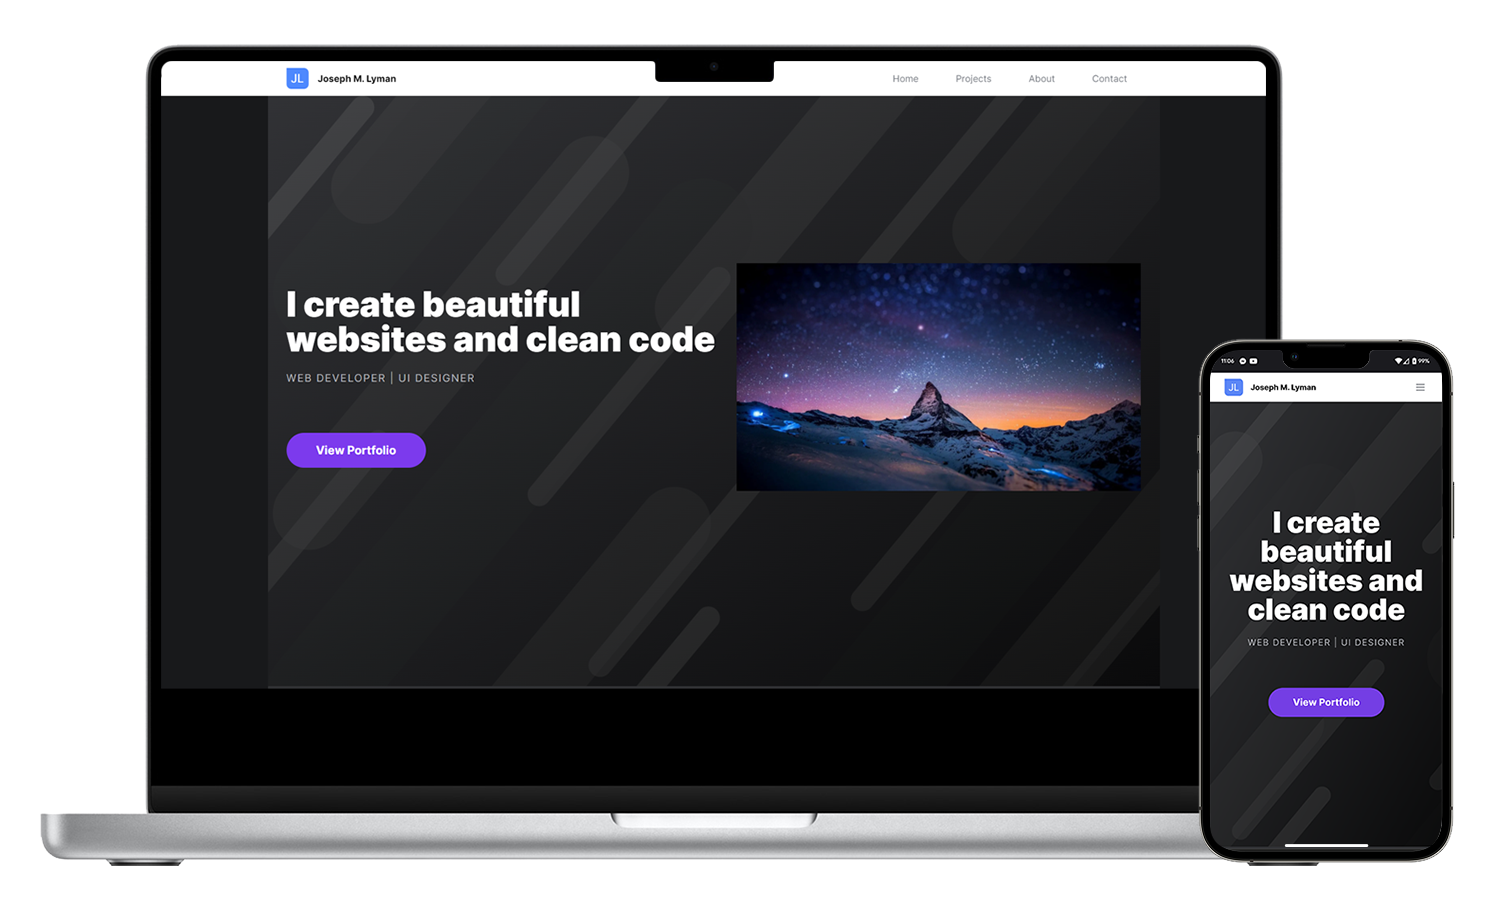 JL Joseph M. Lyman Home Projects About Contact
I create beautiful
websites and clean code
WEB DEVELOPER | UI DESIGNER
View Portfolio
11:06 99%
JL Joseph M. Lyman
I create
beautiful
websites and
clean code
WEB DEVELOPER | UI DESIGNER
View Portfolio